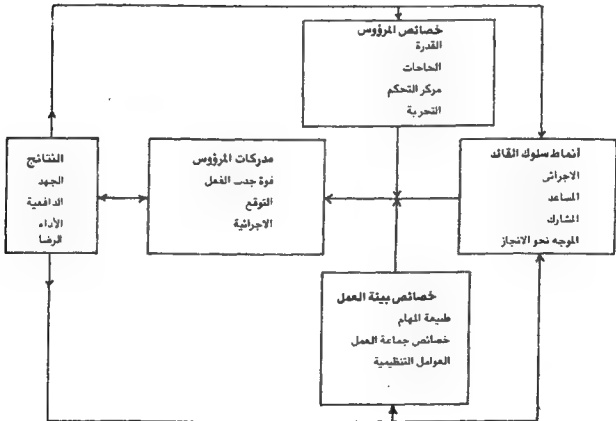 خصائص المرؤوس
القدرة
الحاجات
مركز التحكم
التجربة
أنماط سلوك القائد
الاجرائى
المساعد
المشارك
الموجه نحو الانجاز
مدركات المرؤوس
قوة جذب الفعل
التوقع
الاجرائية
النتائج
الجهد
الدافعية
الأداء
الرضا
خصائص بيئة العمل
طبيعة المهام
خصائص جماعة العمل
العوامل التنظيمية